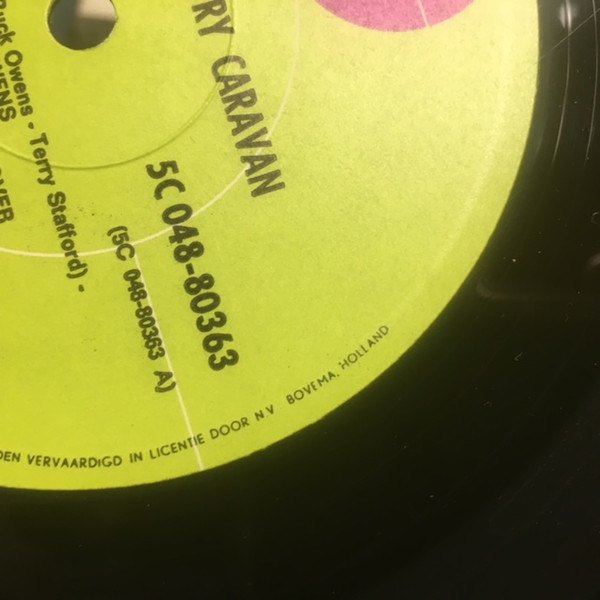 RY CARAVAN
5C 048-80363
(5C 048-80363 A)
uck Owens - Terry Stafford) -
ENS
OVER
DEN VERVAARDIGD IN LICENTIE DOOR N.V. BOVEMA, HOLLAND